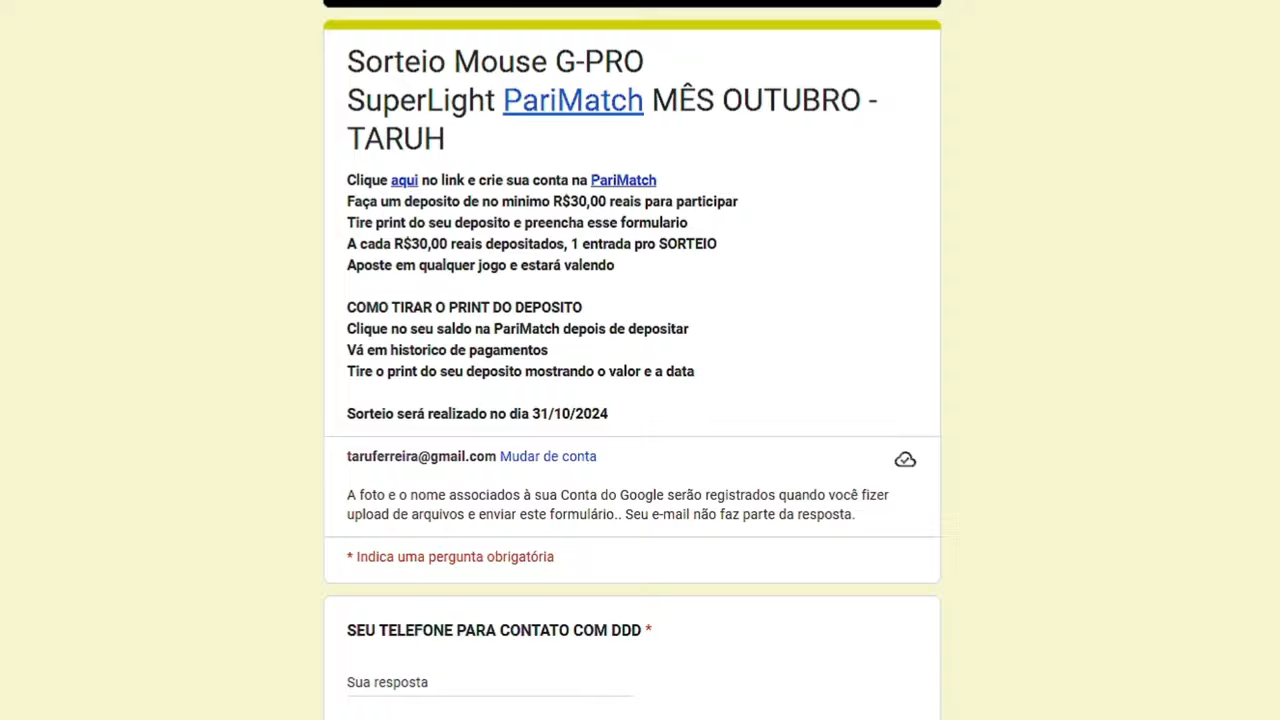 Sorteio Mouse G-PRO
SuperLight PariMatch MÊS OUTUBRO -
TARUH
Clique aqui no link e crie sua conta na PariMatch
Faça um deposito de no minimo R$30,00 reais para participar
Tire print do seu deposito e preencha esse formulario
A cada R$30,00 reais depositados, 1 entrada pro SORTEIO
Aposte em qualquer jogo e estará valendo
COMO TIRAR O PRINT DO DEPOSITO
Clique no seu saldo na PariMatch depois de depositar
Vá em historico de pagamentos
Tire o print do seu deposito mostrando o valor e a data
Sorteio será realizado no dia 31/10/2024
taruferreira@gmail.com Mudar de conta
A foto e o nome associados à sua Conta do Google serão registrados quando você fizer
upload de arquivos e enviar este formulário.. Seu e-mail não faz parte da resposta.
* Indica uma pergunta obrigatória
SEU TELEFONE PARA CONTATO COM DDD *
Sua resposta